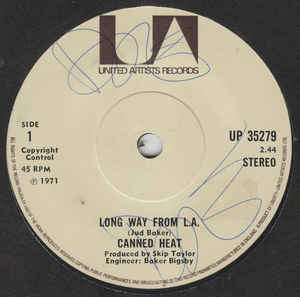 UA
UNITED ARTISTS RECORDS
SIDE
1
UP 35279
Copyright
Control
2.44
45 RPM
STEREO
℗ 1971
LONG WAY FROM L.A.
(Jud Baker)
CANNED HEAT
Produced by Skip Taylor
Engineer: Baker Bigsby